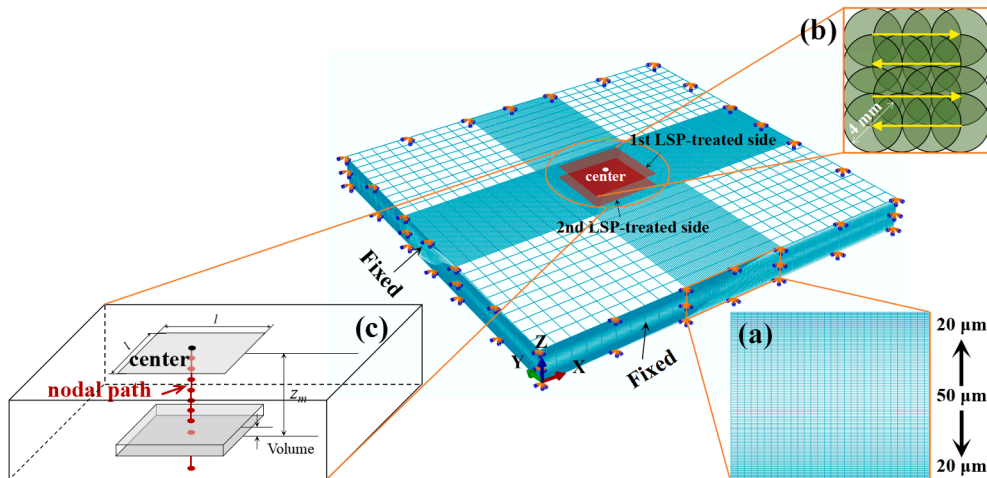 (b)
4 mm
1st LSP-treated side
center
2nd LSP-treated side
Fixed
(c)
l
l
center
nodal path
z_m
Volume
Z
Y
X
Fixed
(a)
20 µm
50 µm
20 µm